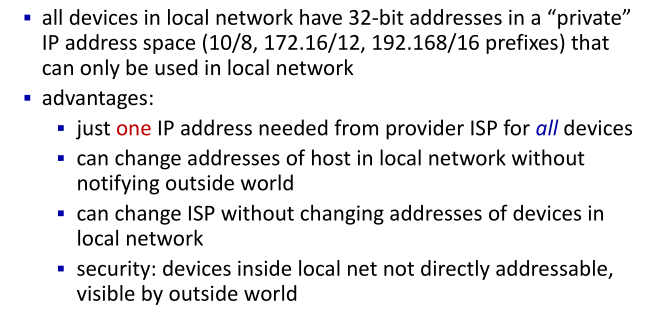 ▪ all devices in local network have 32-bit addresses in a “private”
IP address space (10/8, 172.16/12, 192.168/16 prefixes) that
can only be used in local network
▪ advantages:
▪ just one IP address needed from provider ISP for all devices
▪ can change addresses of host in local network without
notifying outside world
▪ can change ISP without changing addresses of devices in
local network
▪ security: devices inside local net not directly addressable,
visible by outside world